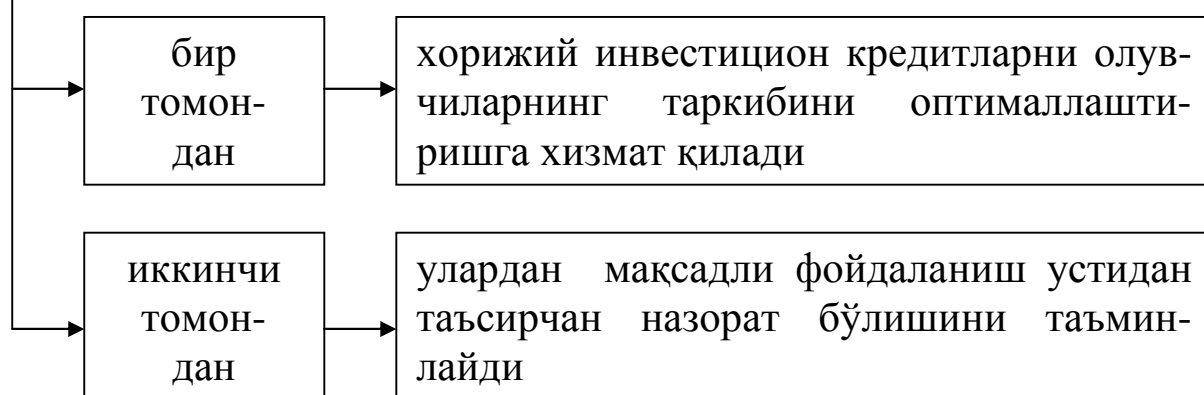 бир
томон-
дан
хорижий инвестицион кредитларни олув-
чиларнинг таркибини оптималлашти-
ришга хизмат қилади
иккинчи
томон-
дан
улардан мақсадли фойдаланиш устидан
таъсирчан назорат бўлишини таъмин-
лайди